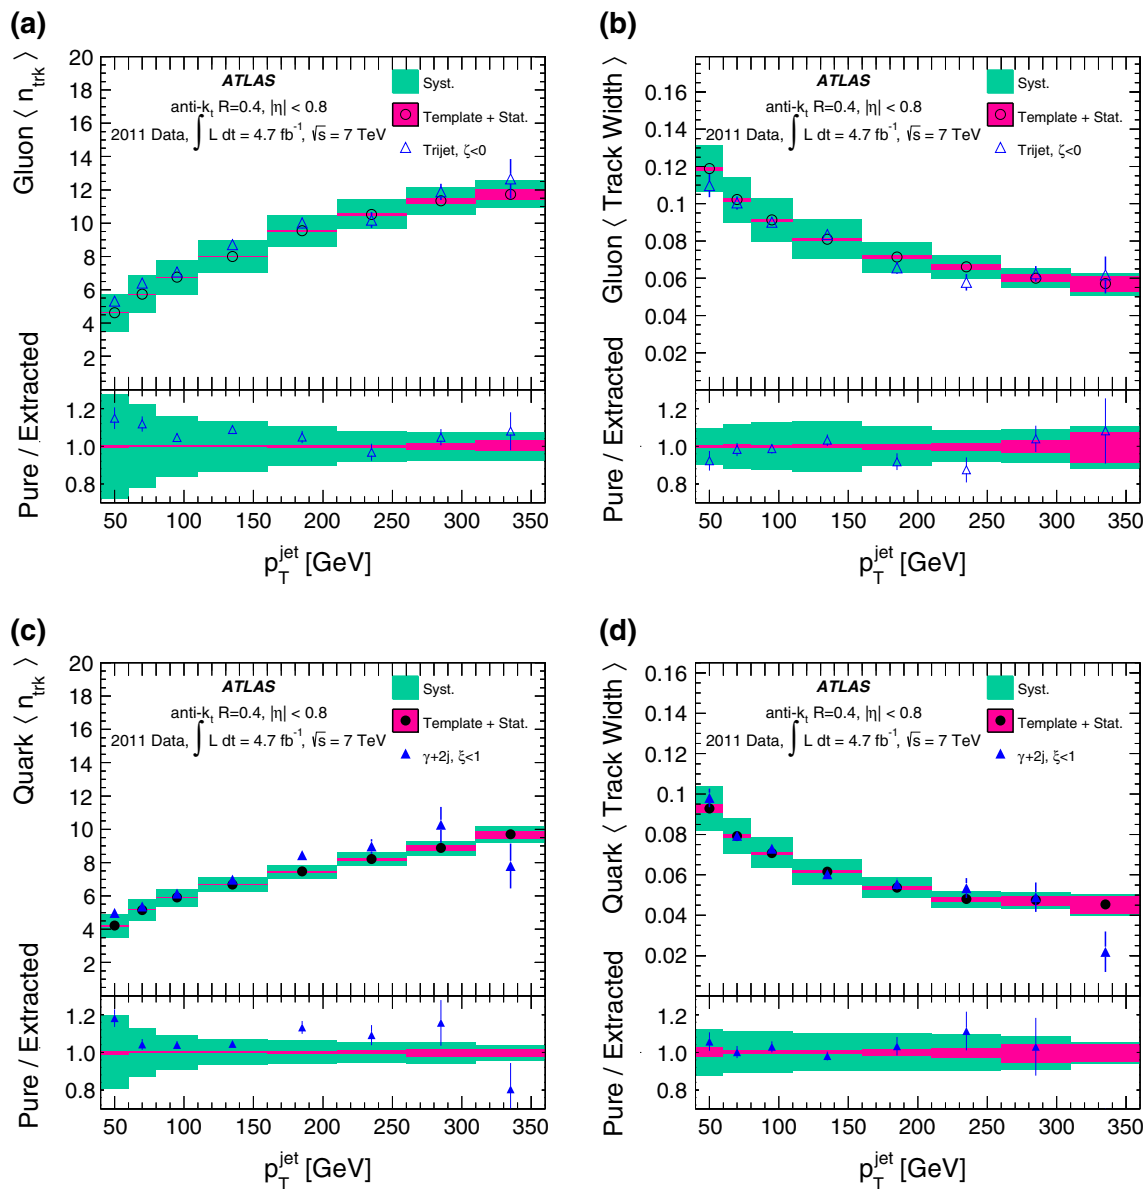 (a)
Gluon ⟨ n_trk ⟩
20
18
16
14
12
10
8
6
4
2
ATLAS
anti-k_t R=0.4, |η| < 0.8
2011 Data, ∫ L dt = 4.7 fb^-1, √s = 7 TeV
Syst.
Template + Stat.
Trijet, ζ<0
Pure / Extracted
1.2
1.0
0.8
50 100 150 200 250 300 350
p_T^jet [GeV]
(b)
Gluon ⟨ Track Width ⟩
0.16
0.14
0.12
0.1
0.08
0.06
0.04
0.02
ATLAS
anti-k_t R=0.4, |η| < 0.8
2011 Data, ∫ L dt = 4.7 fb^-1, √s = 7 TeV
Syst.
Template + Stat.
Trijet, ζ<0
Pure / Extracted
1.2
1.0
0.8
50 100 150 200 250 300 350
p_T^jet [GeV]
(c)
Quark ⟨ n_trk ⟩
20
18
16
14
12
10
8
6
4
2
ATLAS
anti-k_t R=0.4, |η| < 0.8
2011 Data, ∫ L dt = 4.7 fb^-1, √s = 7 TeV
Syst.
Template + Stat.
γ+2j, ξ<1
Pure / Extracted
1.2
1.0
0.8
50 100 150 200 250 300 350
p_T^jet [GeV]
(d)
Quark ⟨ Track Width ⟩
0.16
0.14
0.12
0.1
0.08
0.06
0.04
0.02
ATLAS
anti-k_t R=0.4, |η| < 0.8
2011 Data, ∫ L dt = 4.7 fb^-1, √s = 7 TeV
Syst.
Template + Stat.
γ+2j, ξ<1
Pure / Extracted
1.2
1.0
0.8
50 100 150 200 250 300 350
p_T^jet [GeV]